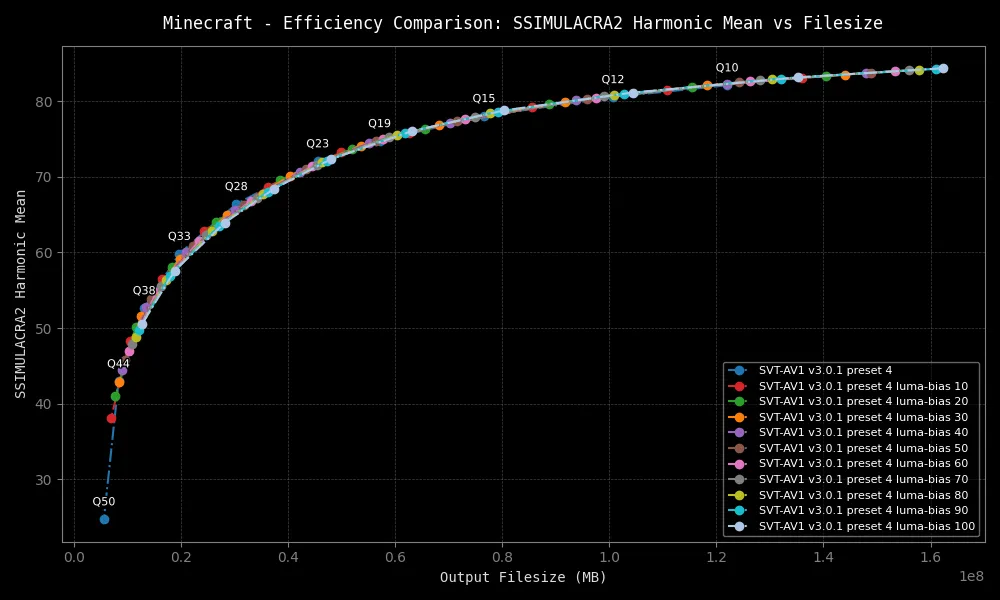 Minecraft - Efficiency Comparison: SSIMULACRA2 Harmonic Mean vs Filesize
SSIMULACRA2 Harmonic Mean
80
70
60
50
40
30
Q10
Q12
Q15
Q19
Q23
Q28
Q33
Q38
Q44
Q50
SVT-AV1 v3.0.1 preset 4
SVT-AV1 v3.0.1 preset 4 luma-bias 10
SVT-AV1 v3.0.1 preset 4 luma-bias 20
SVT-AV1 v3.0.1 preset 4 luma-bias 30
SVT-AV1 v3.0.1 preset 4 luma-bias 40
SVT-AV1 v3.0.1 preset 4 luma-bias 50
SVT-AV1 v3.0.1 preset 4 luma-bias 60
SVT-AV1 v3.0.1 preset 4 luma-bias 70
SVT-AV1 v3.0.1 preset 4 luma-bias 80
SVT-AV1 v3.0.1 preset 4 luma-bias 90
SVT-AV1 v3.0.1 preset 4 luma-bias 100
0.0 0.2 0.4 0.6 0.8 1.0 1.2 1.4 1.6
1e8
Output Filesize (MB)